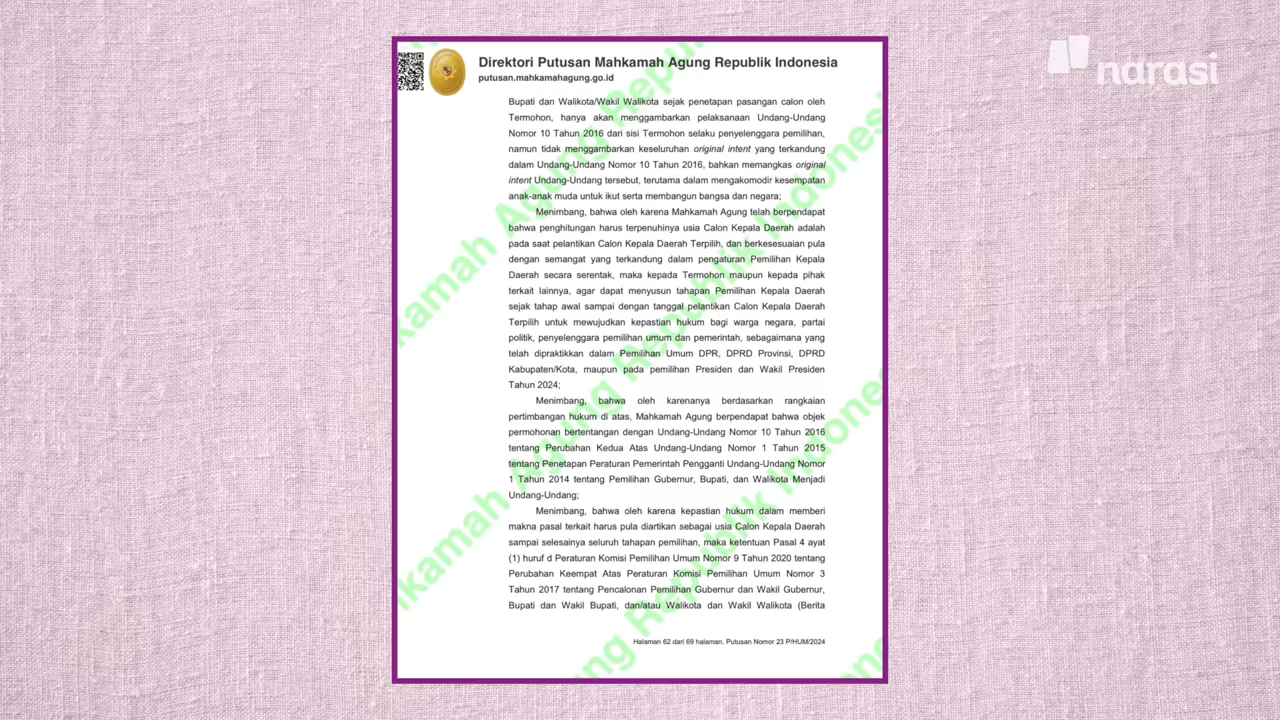 narasi
Direktori Putusan Mahkamah Agung Republik Indonesia
putusan.mahkamahagung.go.id
Bupati dan Walikota/Wakil Walikota sejak penetapan pasangan calon oleh
Termohon, hanya akan menggambarkan pelaksanaan Undang-Undang
Nomor 10 Tahun 2016 dari sisi Termohon selaku penyelenggara pemilihan,
namun tidak menggambarkan keseluruhan original intent yang terkandung
dalam Undang-Undang Nomor 10 Tahun 2016, bahkan memangkas original
intent Undang-Undang tersebut, terutama dalam mengakomodir kesempatan
anak-anak muda untuk ikut serta membangun bangsa dan negara;
Menimbang, bahwa oleh karena Mahkamah Agung telah berpendapat
bahwa penghitungan harus terpenuhinya usia Calon Kepala Daerah adalah
pada saat pelantikan Calon Kepala Daerah Terpilih, dan berkesesuaian pula
dengan semangat yang terkandung dalam pengaturan Pemilihan Kepala
Daerah secara serentak, maka kepada Termohon maupun kepada pihak
terkait lainnya, agar dapat menyusun tahapan Pemilihan Kepala Daerah
sejak tahap awal sampai dengan tanggal pelantikan Calon Kepala Daerah
Terpilih untuk mewujudkan kepastian hukum bagi warga negara, partai
politik, penyelenggara pemilihan umum dan pemerintah, sebagaimana yang
telah dipraktikkan dalam Pemilihan Umum DPR, DPRD Provinsi, DPRD
Kabupaten/Kota, maupun pada pemilihan Presiden dan Wakil Presiden
Tahun 2024;
Menimbang, bahwa oleh karenanya berdasarkan rangkaian
pertimbangan hukum di atas, Mahkamah Agung berpendapat bahwa objek
permohonan bertentangan dengan Undang-Undang Nomor 10 Tahun 2016
tentang Perubahan Kedua Atas Undang-Undang Nomor 1 Tahun 2015
tentang Penetapan Peraturan Pemerintah Pengganti Undang-Undang Nomor
1 Tahun 2014 tentang Pemilihan Gubernur, Bupati, dan Walikota Menjadi
Undang-Undang;
Menimbang, bahwa oleh karena kepastian hukum dalam memberi
makna pasal terkait harus pula diartikan sebagai usia Calon Kepala Daerah
sampai selesainya seluruh tahapan pemilihan, maka ketentuan Pasal 4 ayat
(1) huruf d Peraturan Komisi Pemilihan Umum Nomor 9 Tahun 2020 tentang
Perubahan Keempat Atas Peraturan Komisi Pemilihan Umum Nomor 3
Tahun 2017 tentang Pencalonan Pemilihan Gubernur dan Wakil Gubernur,
Bupati dan Wakil Bupati, dan/atau Walikota dan Wakil Walikota (Berita
Halaman 62 dari 69 halaman. Putusan Nomor 23 P/HUM/2024